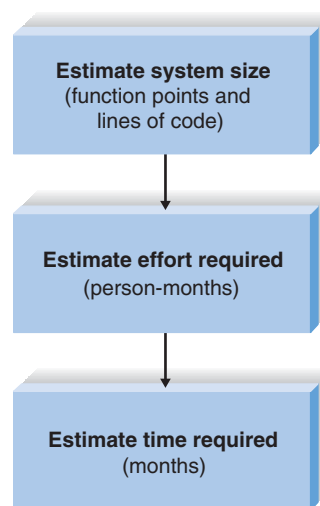 Estimate system size
(function points and
lines of code)
Estimate effort required
(person-months)
Estimate time required
(months)